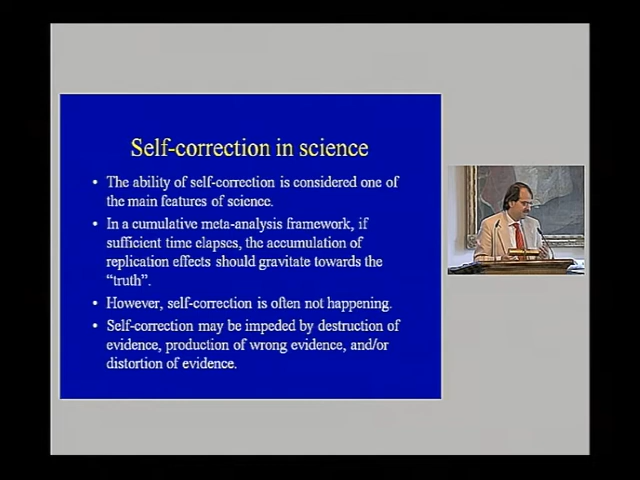 Self-correction in science
• The ability of self-correction is considered one of
the main features of science.
• In a cumulative meta-analysis framework, if
sufficient time elapses, the accumulation of
replication effects should gravitate towards the
“truth”.
• However, self-correction is often not happening.
• Self-correction may be impeded by destruction of
evidence, production of wrong evidence, and/or
distortion of evidence.